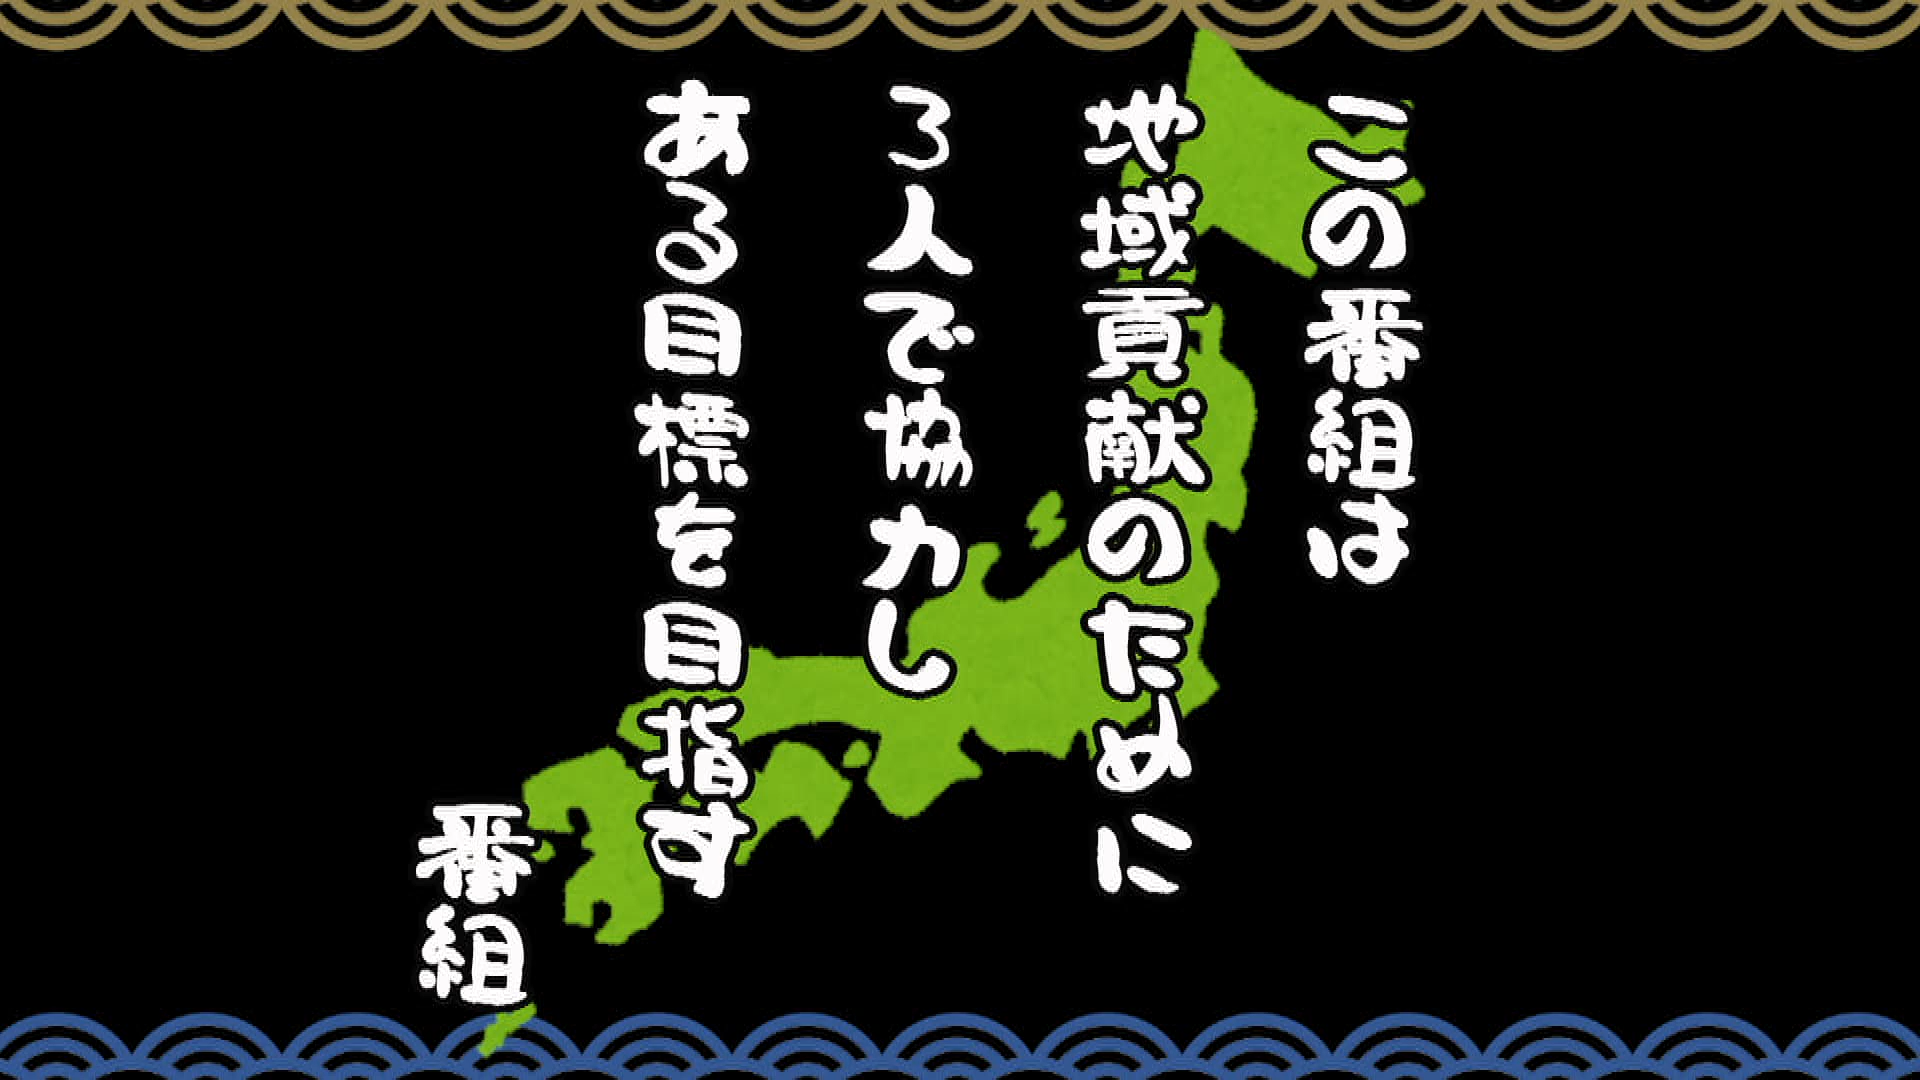 この番組は
地域貢献のために
3人で協力し
ある目標を目指す
番組